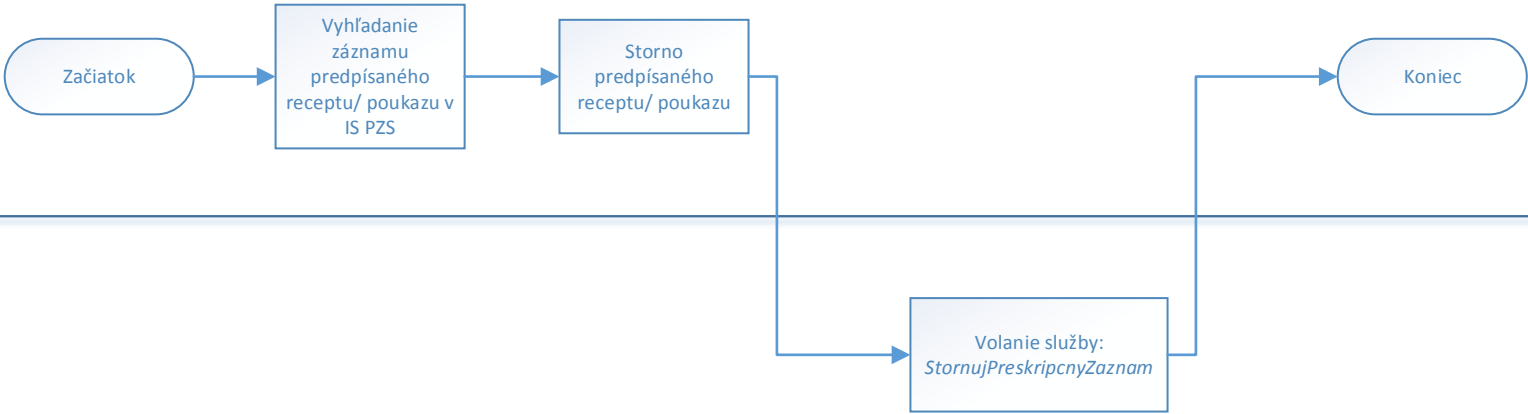 Začiatok
Vyhľadanie
záznamu
predpísaného
receptu/ poukazu v
IS PZS
Storno
predpísaného
receptu/ poukazu
Koniec
Volanie služby:
StornujPreskripcnyZaznam